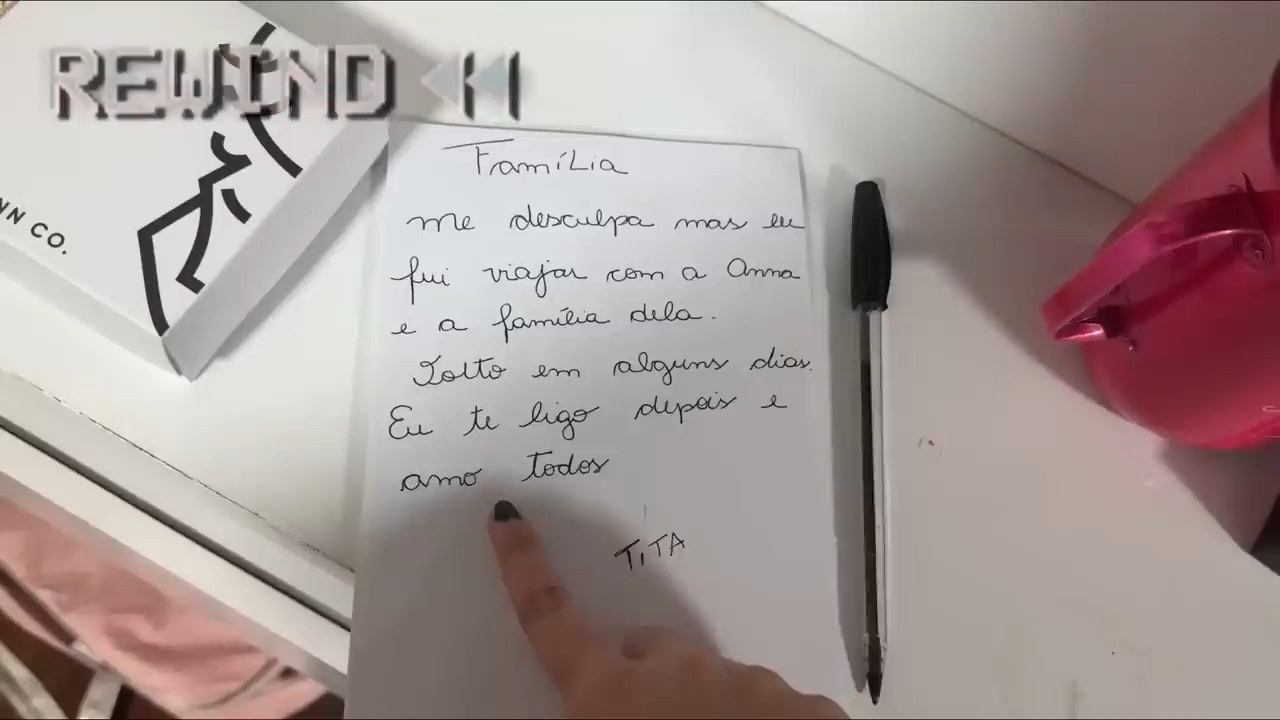 REWIND
NN CO.
Família
me desculpa mas eu
fui viajar com a Anna
e a família dela.
Volto em alguns dias.
Eu te ligo depois e
amo todos
TITA